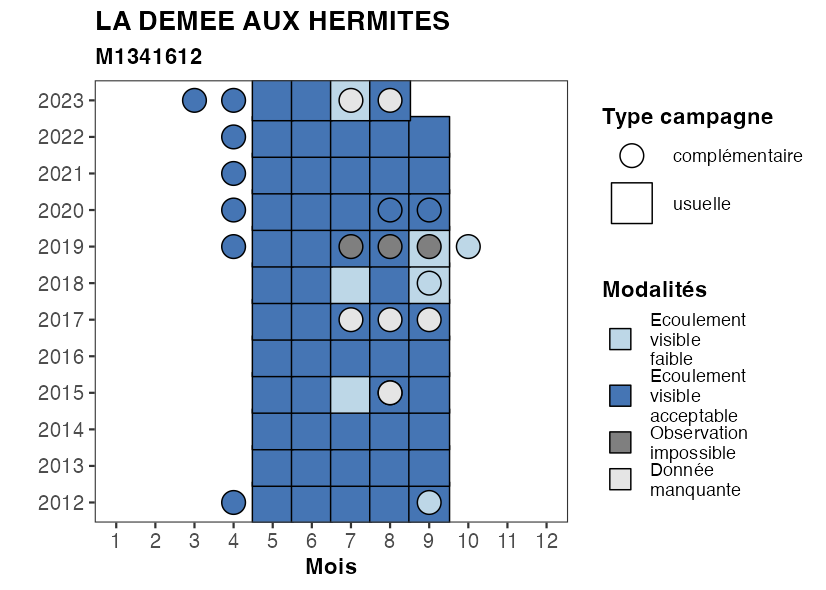 LA DEMEE AUX HERMITES
M1341612
2023
2022
2021
2020
2019
2018
2017
2016
2015
2014
2013
2012
1 2 3 4 5 6 7 8 9 10 11 12
Mois
Type campagne
complémentaire
usuelle
Modalités
Ecoulement
visible
faible
Ecoulement
visible
acceptable
Observation
impossible
Donnée
manquante